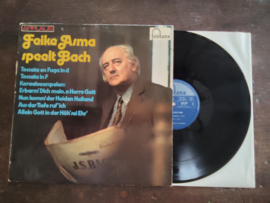 Feike Asma
speelt Bach
Toccata en Fuga in d
Toccata in F
Koraalvoorspelen:
Erbarm' Dich mein, o Herre Gott
Nun komm' der Heiden Heiland
Aus der Tiefe ruf' ich
Allein Gott in der Höh' sei Ehr'
fontana
J.S.B